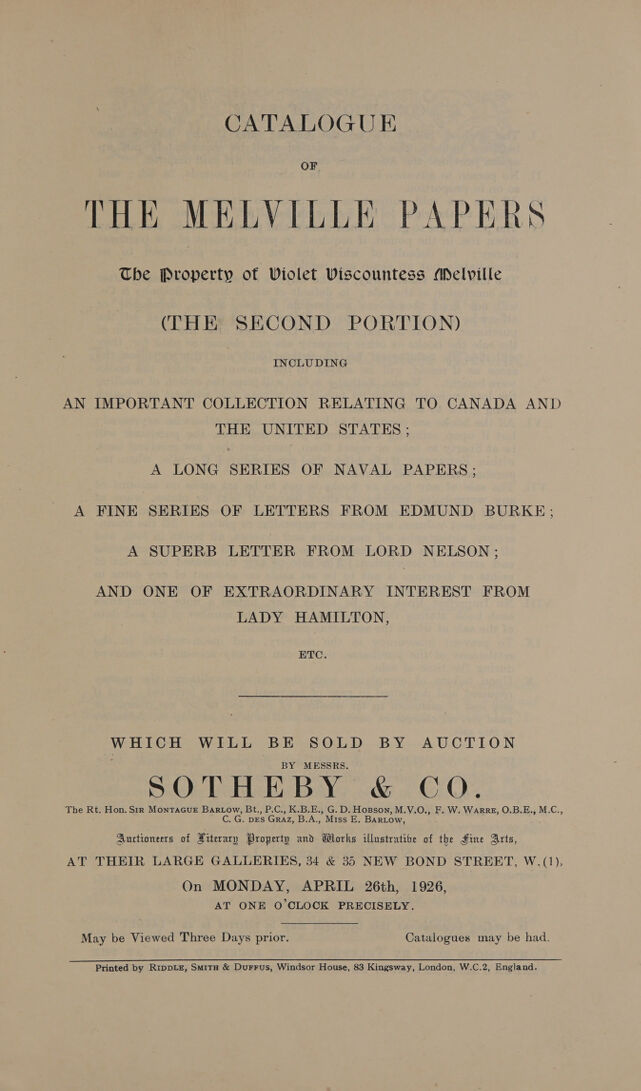 CATALOGUE
OF
THE MELVILLE PAPERS
The Property of Violet Viscountess Melville
(THE SECOND PORTION)
INCLUDING
AN IMPORTANT COLLECTION RELATING TO CANADA AND
THE UNITED STATES;
A LONG SERIES OF NAVAL PAPERS;
A FINE SERIES OF LETTERS FROM EDMUND BURKE;
A SUPERB LETTER FROM LORD NELSON;
AND ONE OF EXTRAORDINARY INTEREST FROM
LADY HAMILTON,
ETC.
WHICH WILL BE SOLD BY AUCTION
BY MESSRS.
SOTHEBY & CO.
The Rt. Hon. Sir Montague Barlow, Bt., P.C., K.B.E., G. D. Hobson, M.V.O., F. W. Warre, O.B.E., M.C.,
C. G. des Graz, B.A., Miss E. Barlow,
Auctioneers of Literary Property and Works illustrative of the Fine Arts,
AT THEIR LARGE GALLERIES, 34 & 35 NEW BOND STREET, W.(1),
On MONDAY, APRIL 26th, 1926,
AT ONE O'CLOCK PRECISELY.
May be Viewed Three Days prior. Catalogues may be had.
Printed by Riddle, Smith & Duffus, Windsor House, 83 Kingsway, London, W.C.2, England.